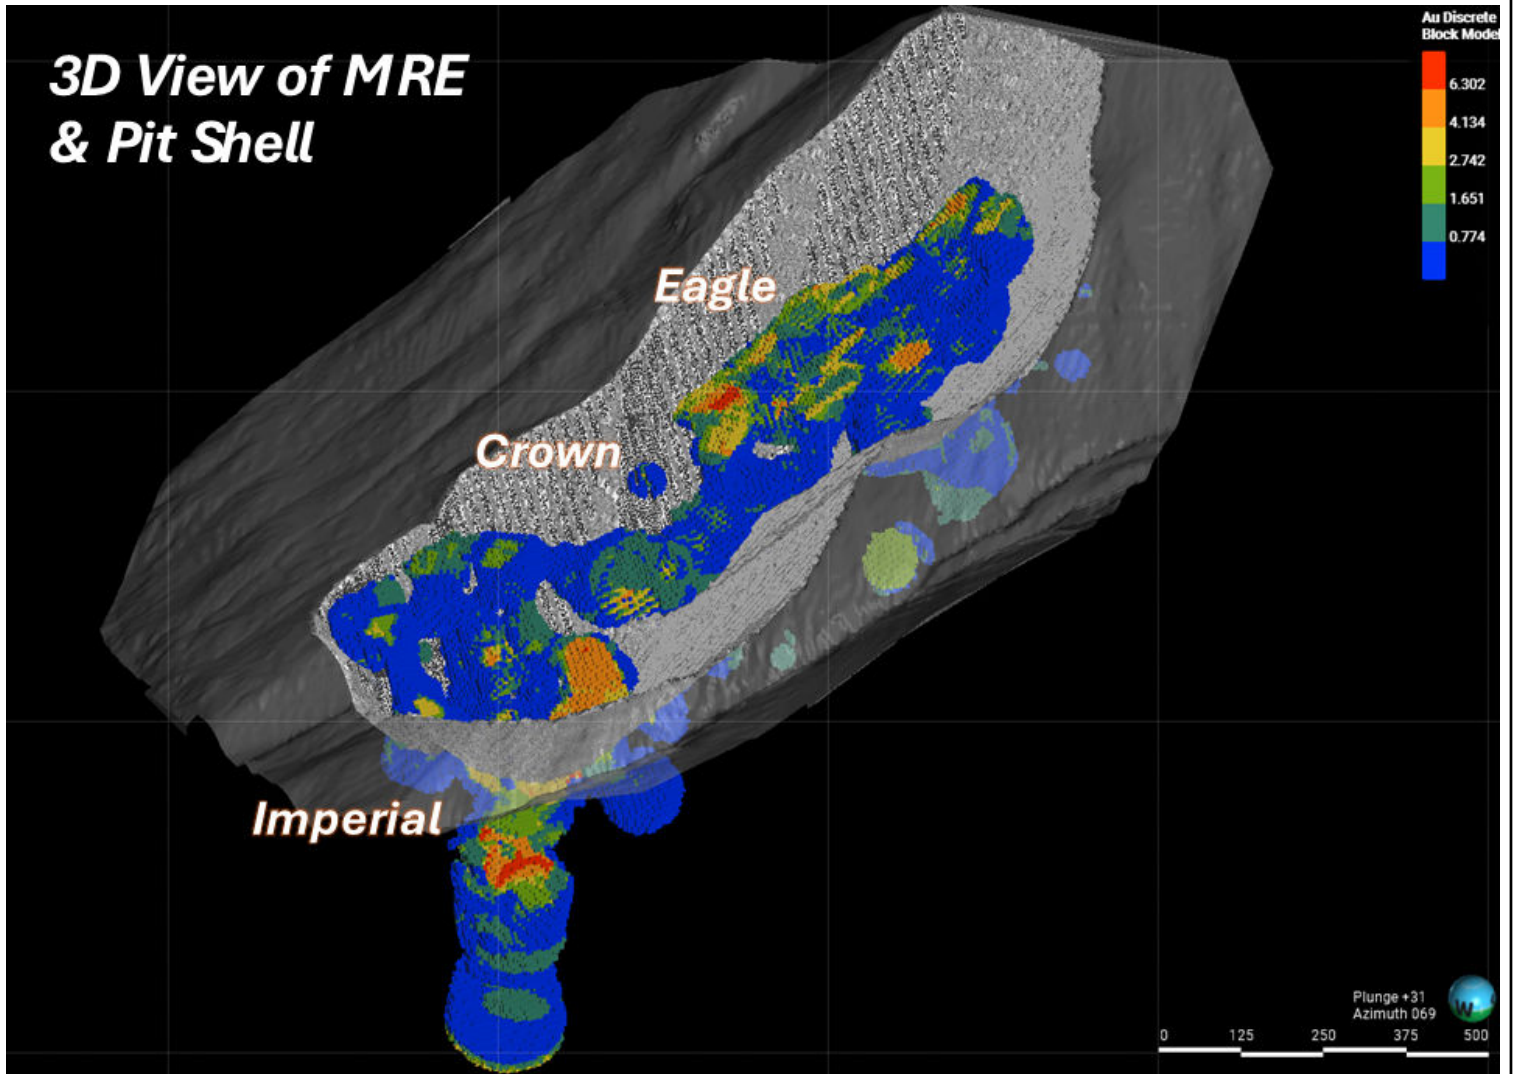 3D View of MRE
& Pit Shell
Au Discrete
Block Model
6.302
4.134
2.742
1.651
0.774
Eagle
Crown
Imperial
Plunge +31
Azimuth 069
W
0 125 250 375 500